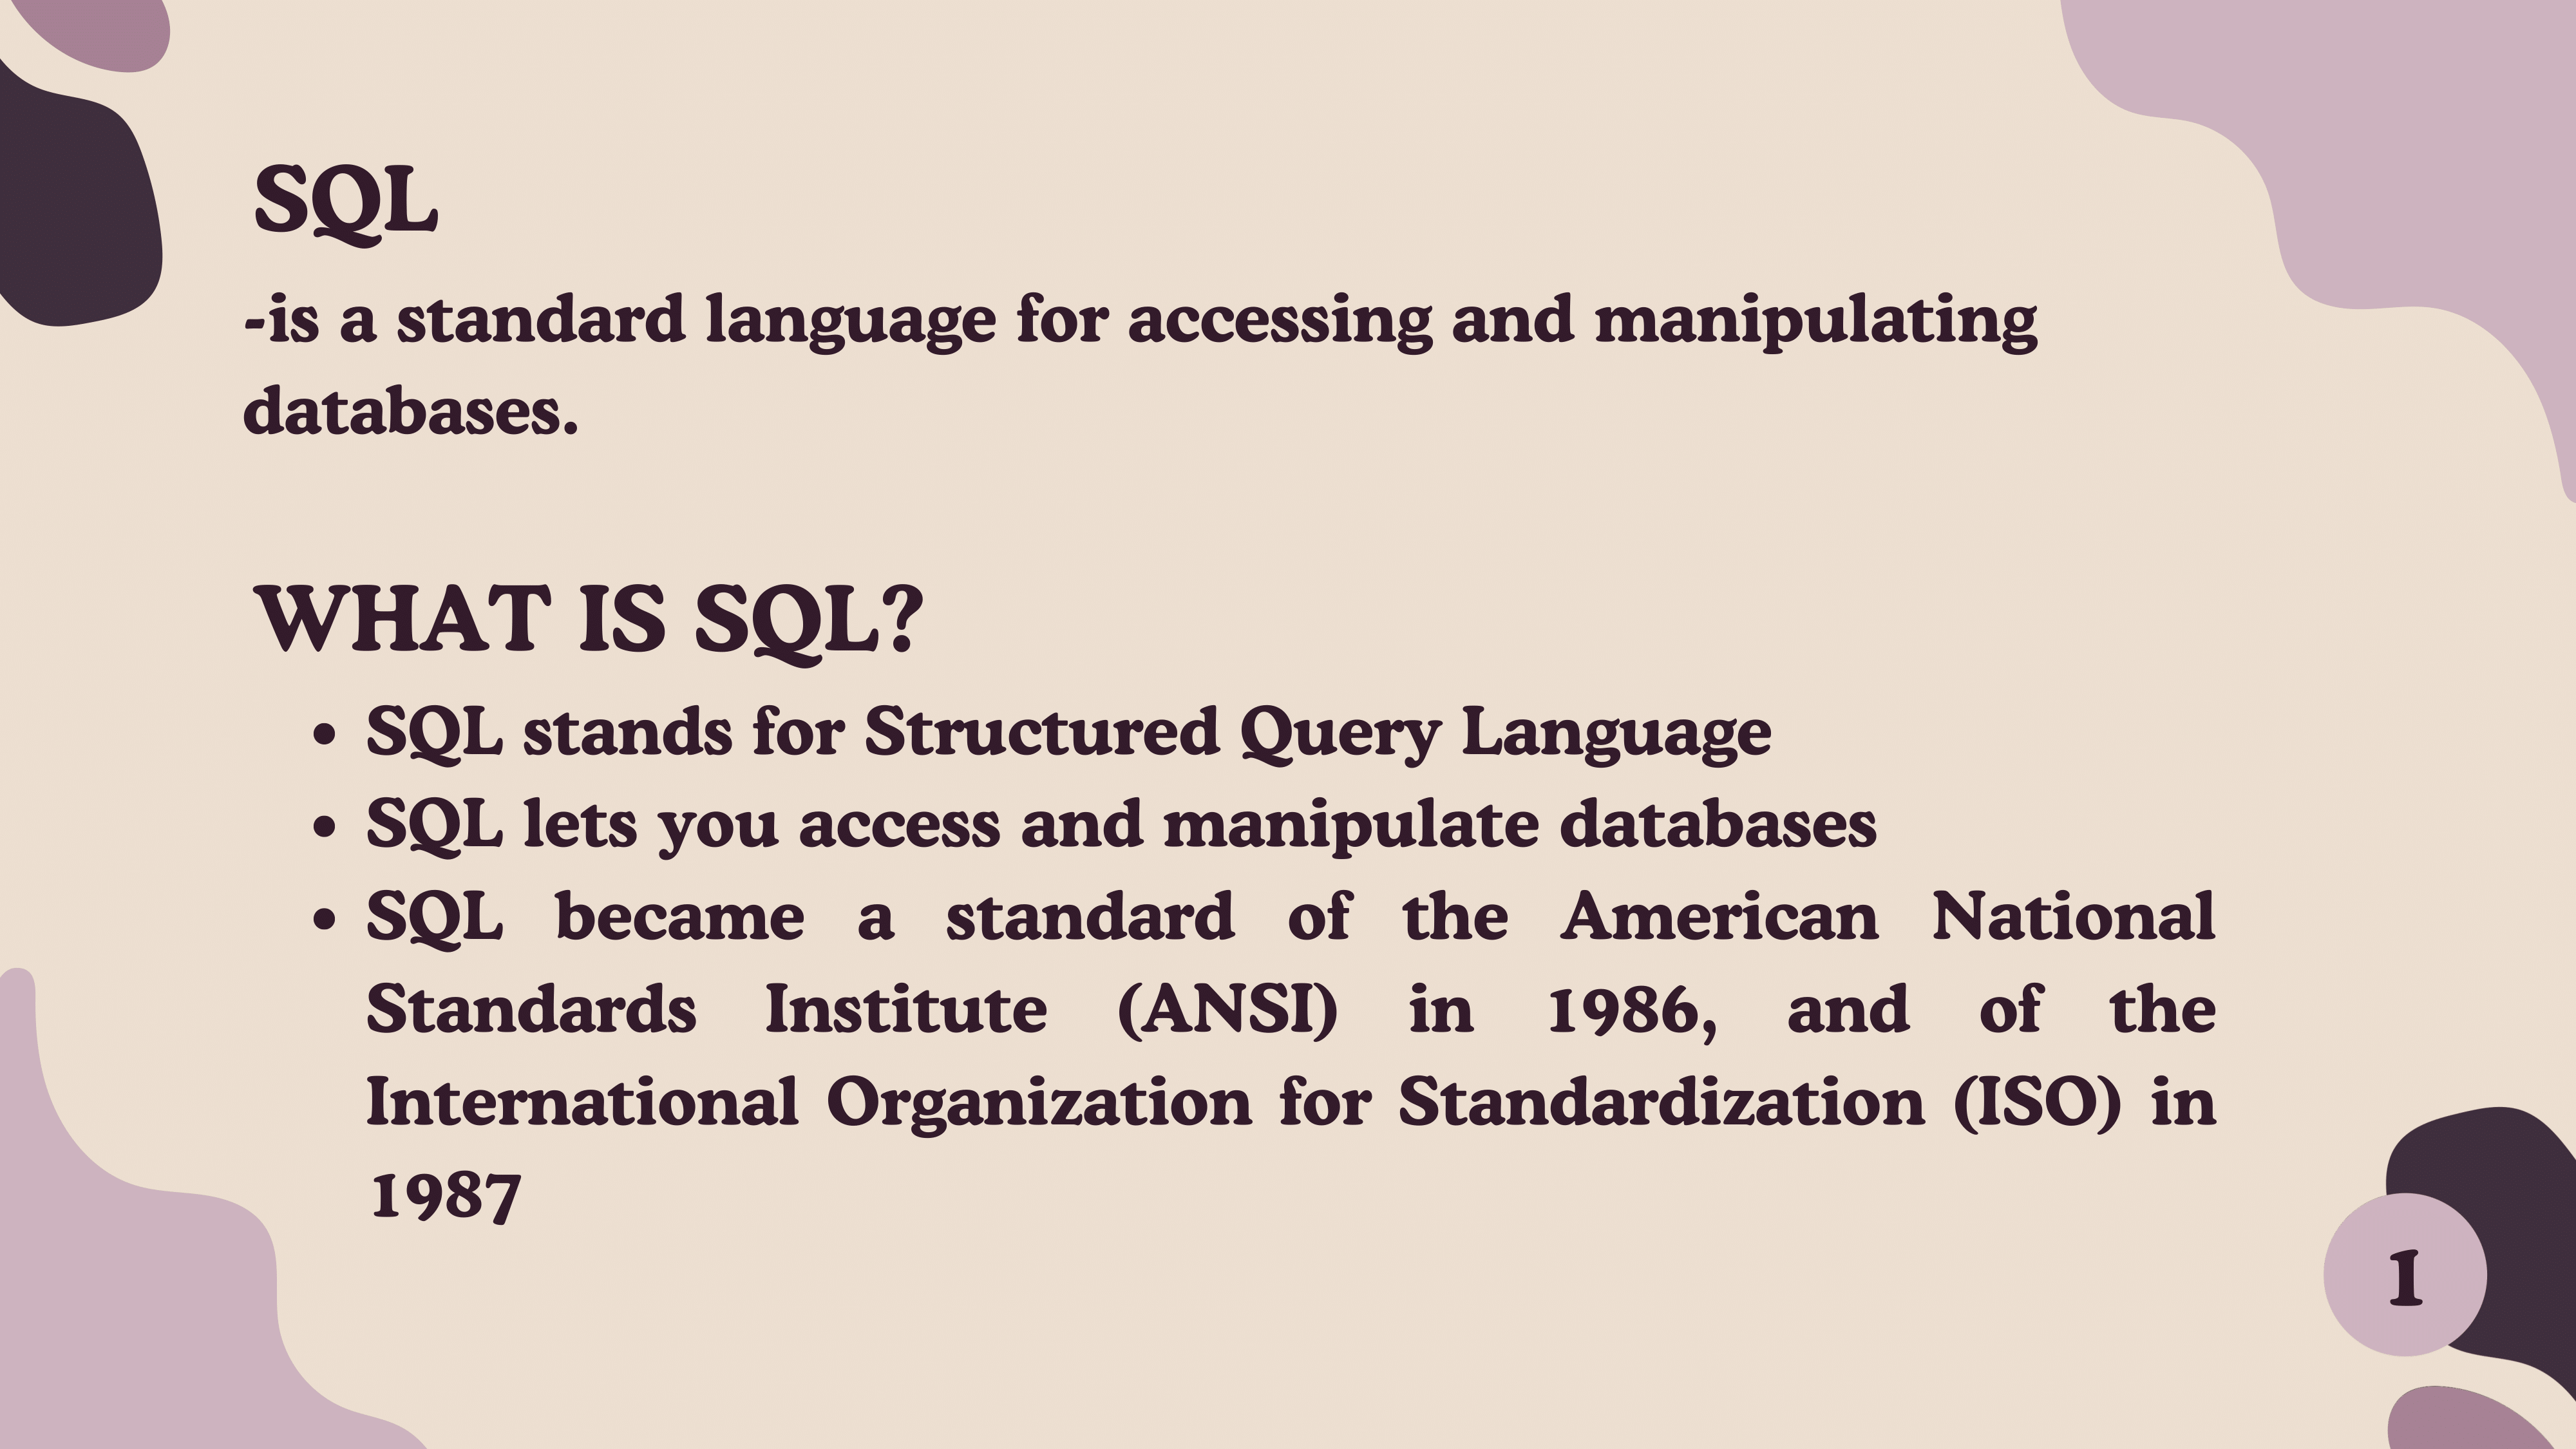 SQL
-is a standard language for accessing and manipulating
databases.
WHAT IS SQL?
• SQL stands for Structured Query Language
• SQL lets you access and manipulate databases
• SQL became a standard of the American National
Standards Institute (ANSI) in 1986, and of the
International Organization for Standardization (ISO) in
1987
1